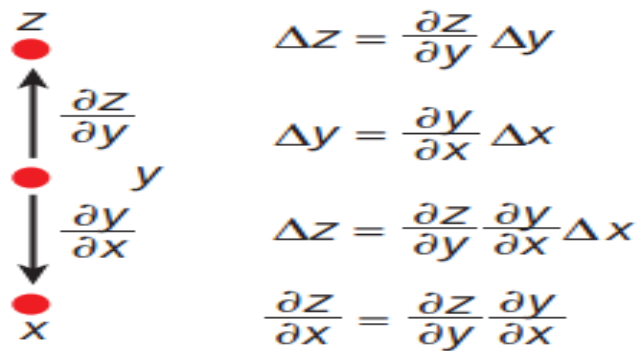 z
∂z/∂y
y
∂y/∂x
x
Δz = ∂z/∂y Δy
Δy = ∂y/∂x Δx
Δz = ∂z/∂y ∂y/∂x Δx
∂z/∂x = ∂z/∂y ∂y/∂x